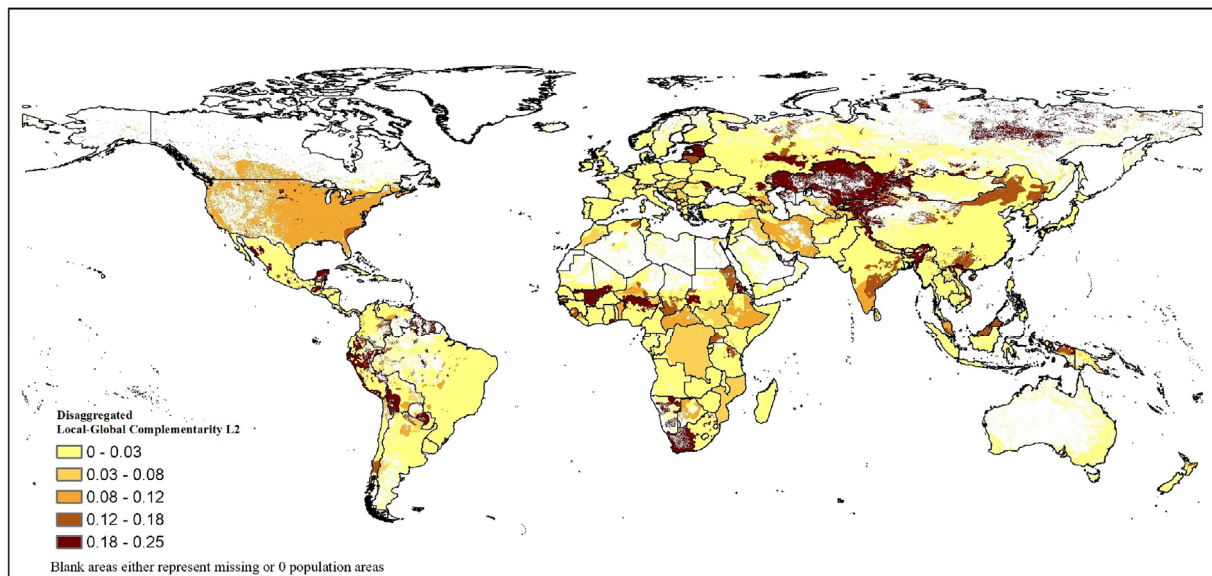 Disaggregated
Local-Global Complementarity L2
0 - 0.03
0.03 - 0.08
0.08 - 0.12
0.12 - 0.18
0.18 - 0.25
Blank areas either represent missing or 0 population areas